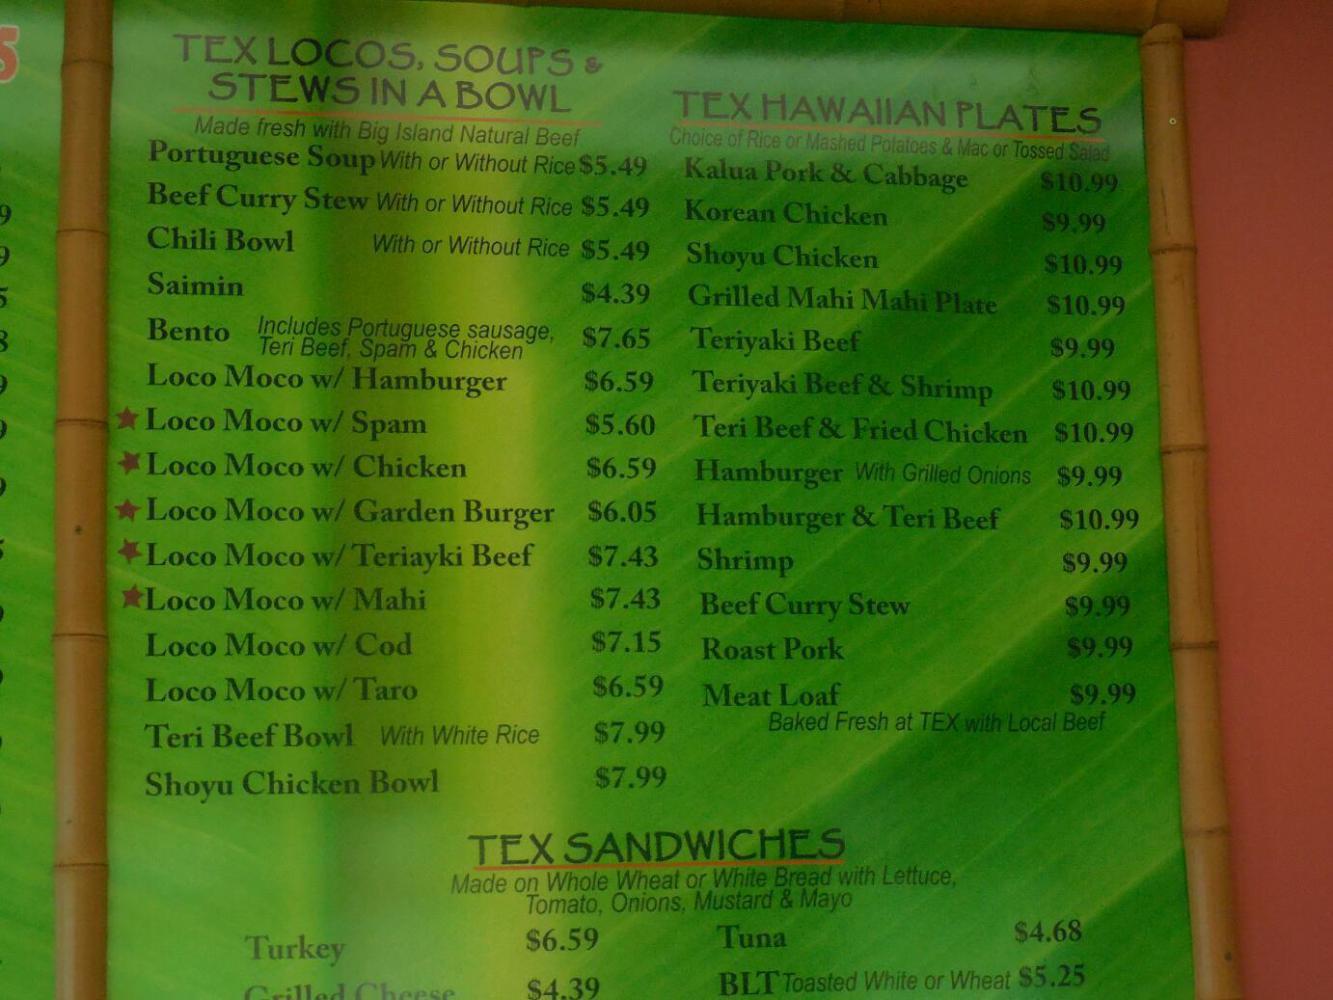 TEX LOCOS, SOUPS &
STEWS IN A BOWL
Made fresh with Big Island Natural Beef
Portuguese Soup With or Without Rice $5.49
Beef Curry Stew With or Without Rice $5.49
Chili Bowl With or Without Rice $5.49
Saimin $4.39
Bento Includes Portuguese sausage, $7.65
Teri Beef, Spam & Chicken
Loco Moco w/ Hamburger $6.59
Loco Moco w/ Spam $5.60
Loco Moco w/ Chicken $6.59
Loco Moco w/ Garden Burger $6.05
Loco Moco w/ Teriayki Beef $7.43
Loco Moco w/ Mahi $7.43
Loco Moco w/ Cod $7.15
Loco Moco w/ Taro $6.59
Teri Beef Bowl With White Rice $7.99
Shoyu Chicken Bowl $7.99
TEX HAWAIIAN PLATES
Choice of Rice or Mashed Potatoes & Mac or Tossed Salad
Kalua Pork & Cabbage $10.99
Korean Chicken $9.99
Shoyu Chicken $10.99
Grilled Mahi Mahi Plate $10.99
Teriyaki Beef $9.99
Teriyaki Beef & Shrimp $10.99
Teri Beef & Fried Chicken $10.99
Hamburger With Grilled Onions $9.99
Hamburger & Teri Beef $10.99
Shrimp $9.99
Beef Curry Stew $9.99
Roast Pork $9.99
Meat Loaf $9.99
Baked Fresh at TEX with Local Beef
TEX SANDWICHES
Made on Whole Wheat or White Bread with Lettuce,
Tomato, Onions, Mustard & Mayo
Turkey $6.59
Grilled Cheese $4.39
Tuna $4.68
BLT Toasted White or Wheat $5.25